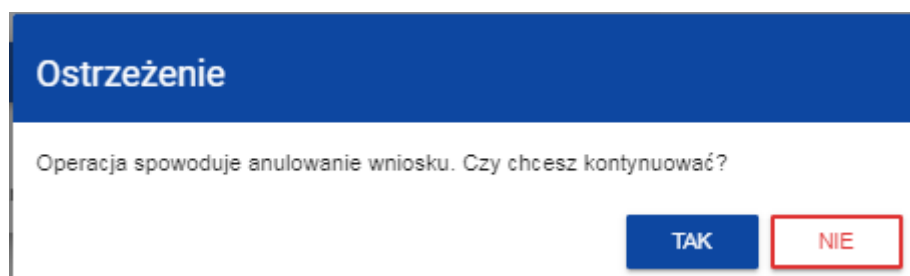 Ostrzeżenie
Operacja spowoduje anulowanie wniosku. Czy chcesz kontynuować?
TAK NIE